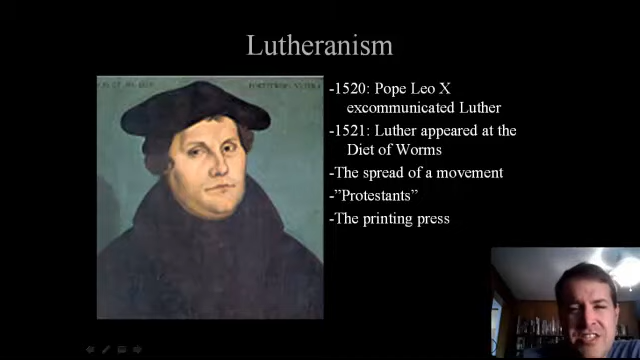 Lutheranism
-1520: Pope Leo X
excommunicated Luther
-1521: Luther appeared at the
Diet of Worms
-The spread of a movement
-"Protestants"
-The printing press